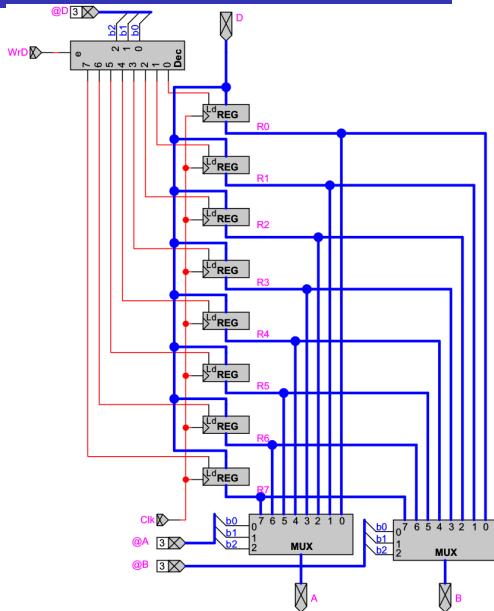 @D 3
b2 b1 b0
D
WrD e 2 1 0 Dec
7 6 5 4 3 2 1 0
Ld REG
R0
Ld REG
R1
Ld REG
R2
Ld REG
R3
Ld REG
R4
Ld REG
R5
Ld REG
R6
Ld REG
R7
Clk
7 6 5 4 3 2 1 0
7 6 5 4 3 2 1 0
b0 0
b1 1
b2 2
MUX
b0 0
b1 1
b2 2
MUX
@A 3
@B 3
A
B